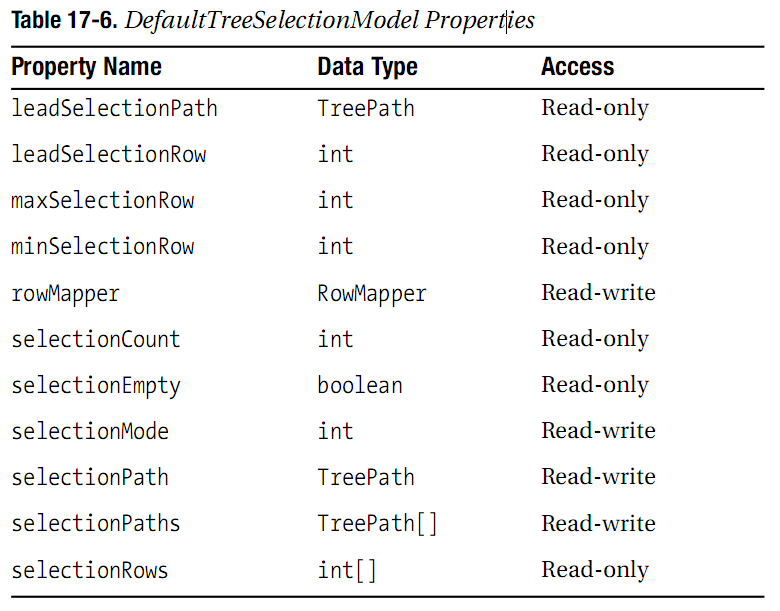 Table 17-6. DefaultTreeSelectionModel Properties
Property Name Data Type Access
leadSelectionPath TreePath Read-only
leadSelectionRow int Read-only
maxSelectionRow int Read-only
minSelectionRow int Read-only
rowMapper RowMapper Read-write
selectionCount int Read-only
selectionEmpty boolean Read-only
selectionMode int Read-write
selectionPath TreePath Read-write
selectionPaths TreePath[] Read-write
selectionRows int[] Read-only